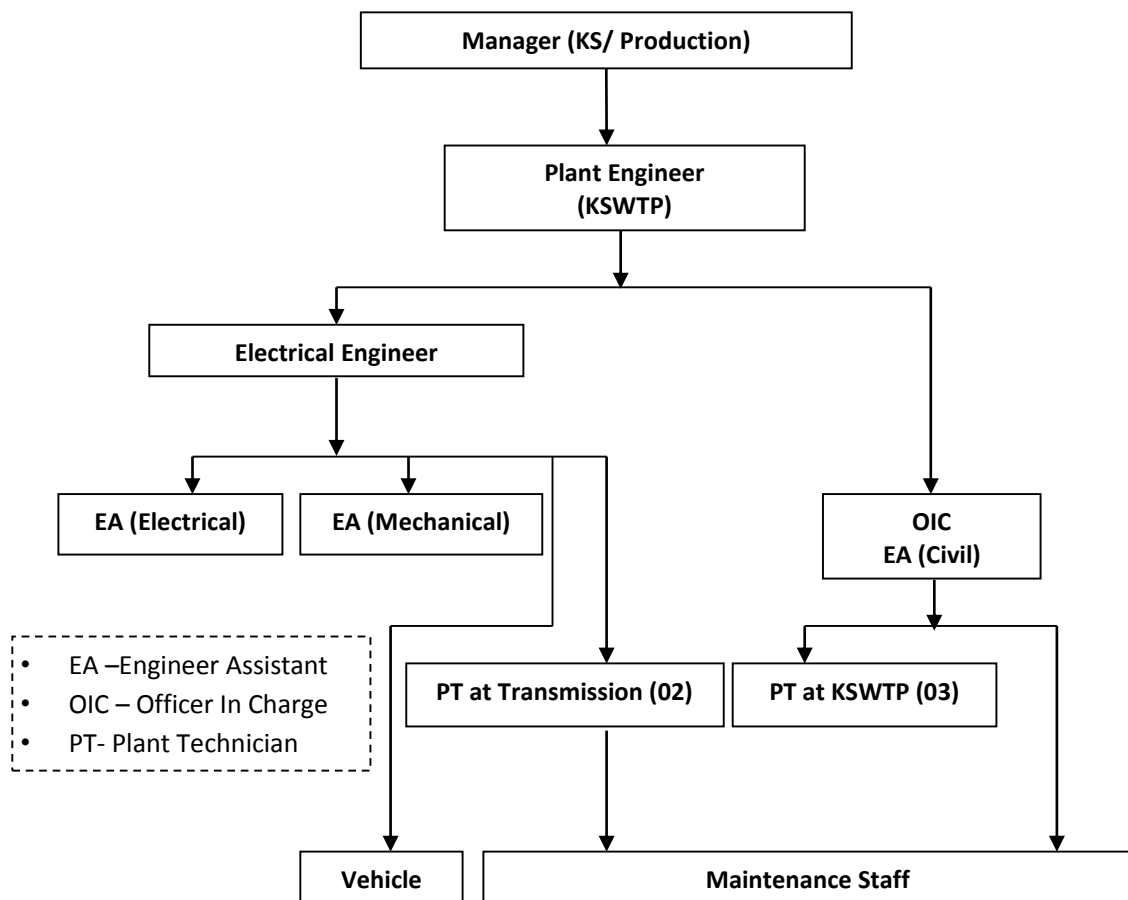 Manager (KS/ Production)
Plant Engineer
(KSWTP)
Electrical Engineer
EA (Electrical)
EA (Mechanical)
OIC
EA (Civil)
• EA –Engineer Assistant
• OIC – Officer In Charge
• PT- Plant Technician
PT at Transmission (02)
PT at KSWTP (03)
Vehicle
Maintenance Staff